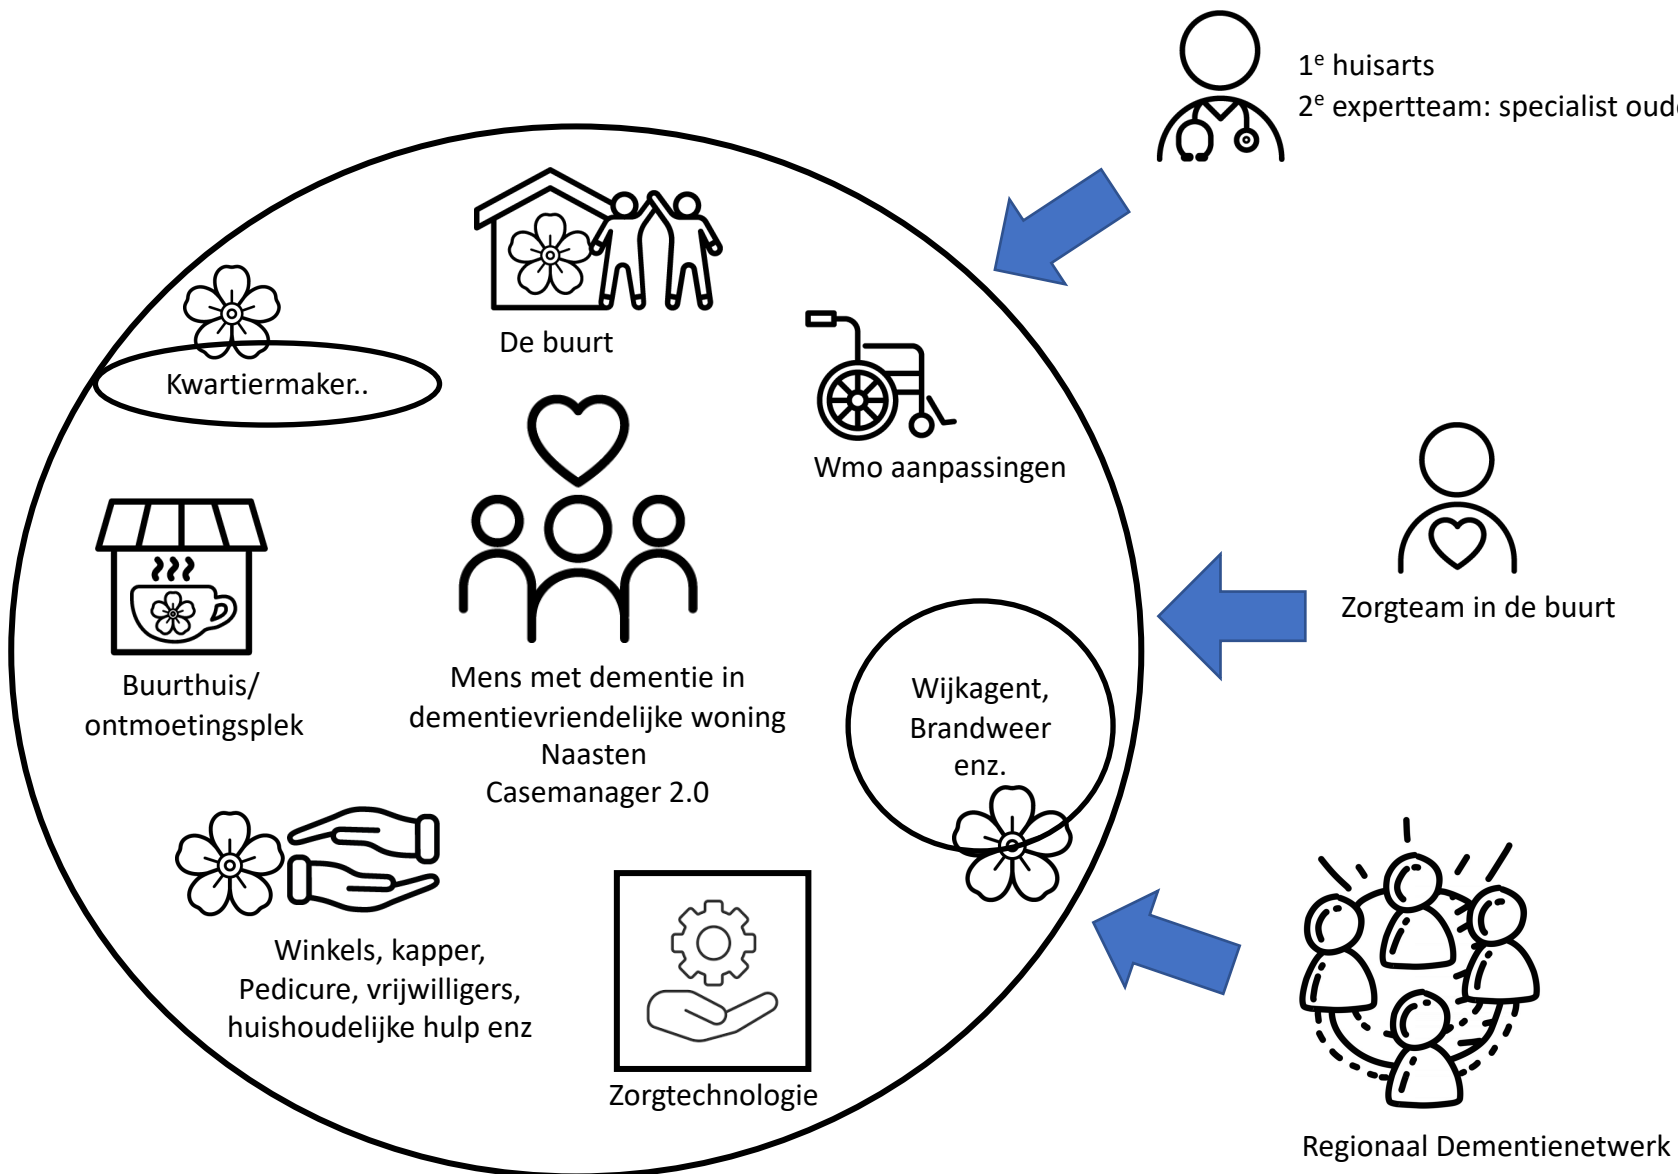 1e huisarts
2e expertteam: specialist oud
De buurt
Kwartiermaker..
Wmo aanpassingen
Zorgteam in de buurt
Buurthuis/
ontmoetingsplek
Mens met dementie in
dementievriendelijke woning
Naasten
Casemanager 2.0
Wijkagent,
Brandweer
enz.
Winkels, kapper,
Pedicure, vrijwilligers,
huishoudelijke hulp enz
Zorgtechnologie
Regionaal Dementienetwerk